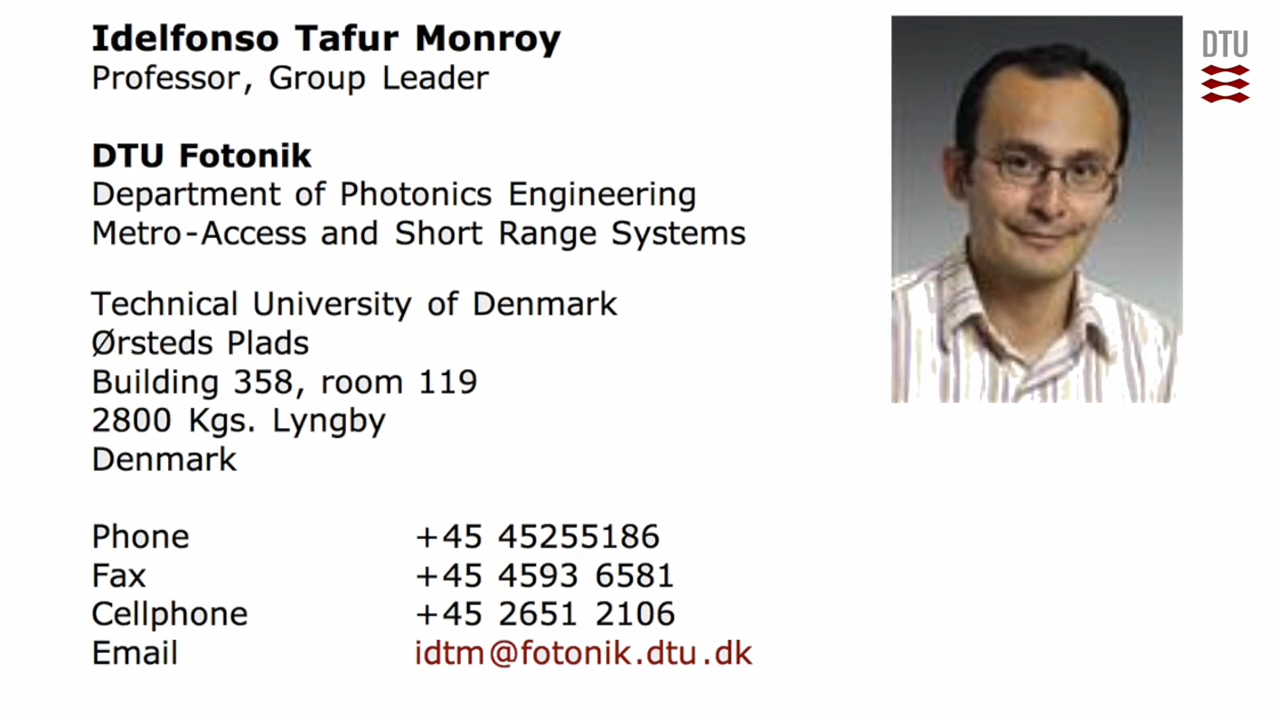 Idelfonso Tafur Monroy
Professor, Group Leader
DTU
DTU Fotonik
Department of Photonics Engineering
Metro-Access and Short Range Systems
Technical University of Denmark
Ørsteds Plads
Building 358, room 119
2800 Kgs. Lyngby
Denmark
Phone +45 45255186
Fax +45 4593 6581
Cellphone +45 2651 2106
Email idtm@fotonik.dtu.dk